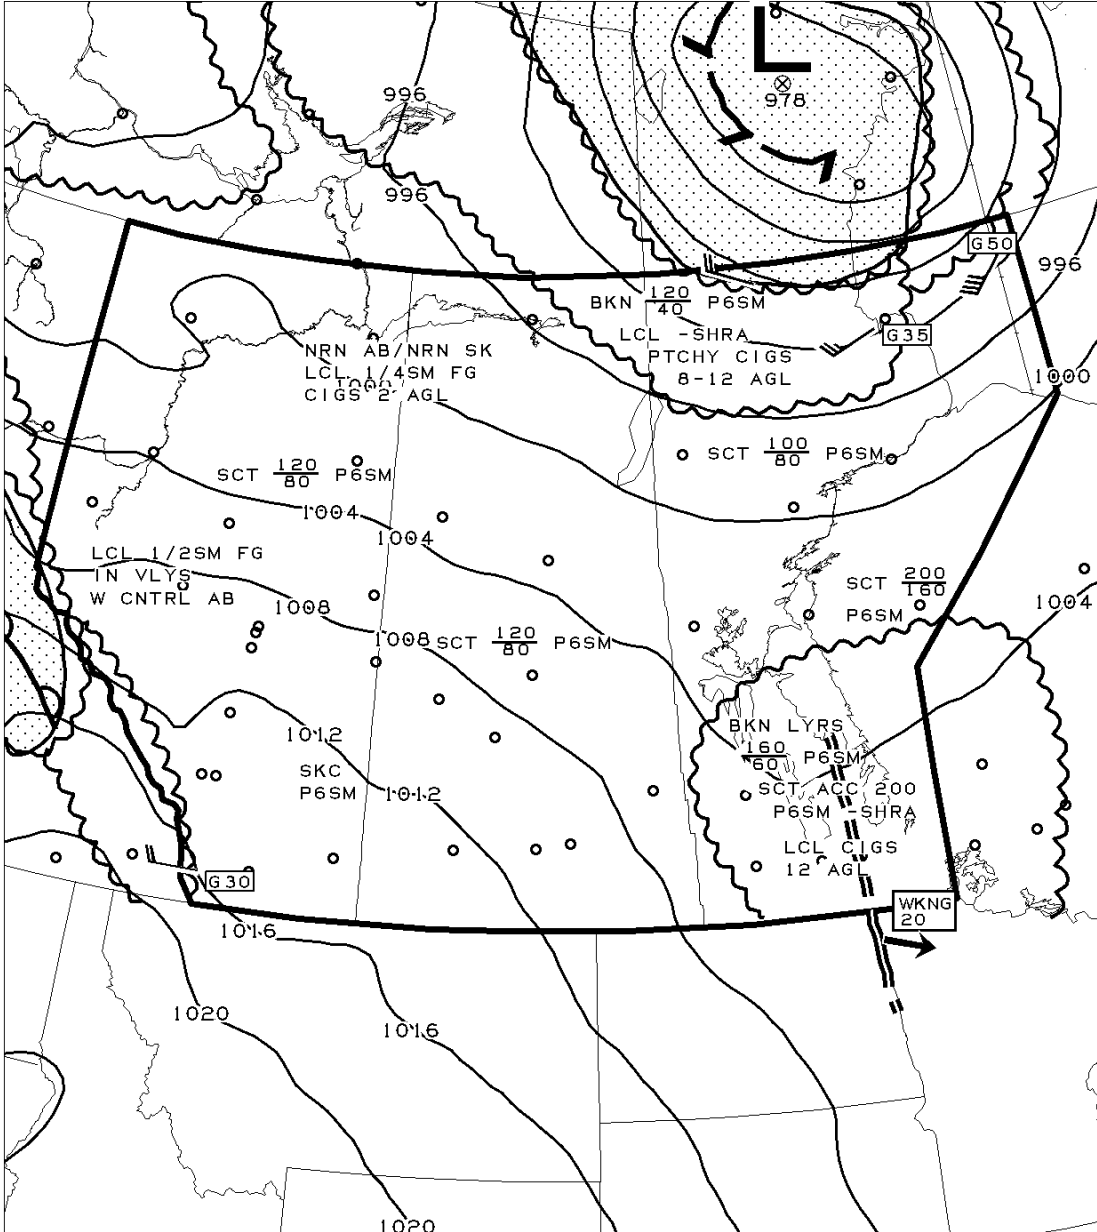 L
978
996
996
G50
996
BKN 120/40 P6SM
LCL -SHRA
PTCHY CIGS
8-12 AGL
G35
NRN AB/NRN SK
LCL 1/4SM FG
CIGS 2 AGL
1000
1000
SCT 120/80 P6SM
SCT 100/80 P6SM
1004
1004
LCL 1/2SM FG
IN VLYS
W CNTRL AB
SCT 200/160
P6SM
1004
1008
1008
SCT 120/80 P6SM
1012
SKC
P6SM
1012
BKN LYRS
160/60 P6SM
SCT ACC 200
P6SM -SHRA
LCL CIGS
12 AGL
G30
WKNG
20
1016
1020
1016
1020